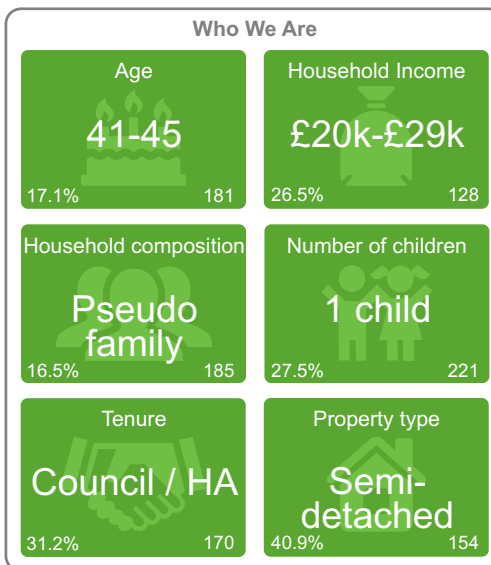 Who We Are
Age
41-45
17.1% 181
Household Income
£20k-£29k
26.5% 128
Household composition
Pseudo
family
16.5% 185
Number of children
1 child
27.5% 221
Tenure
Council / HA
31.2% 170
Property type
Semi-
detached
40.9% 154